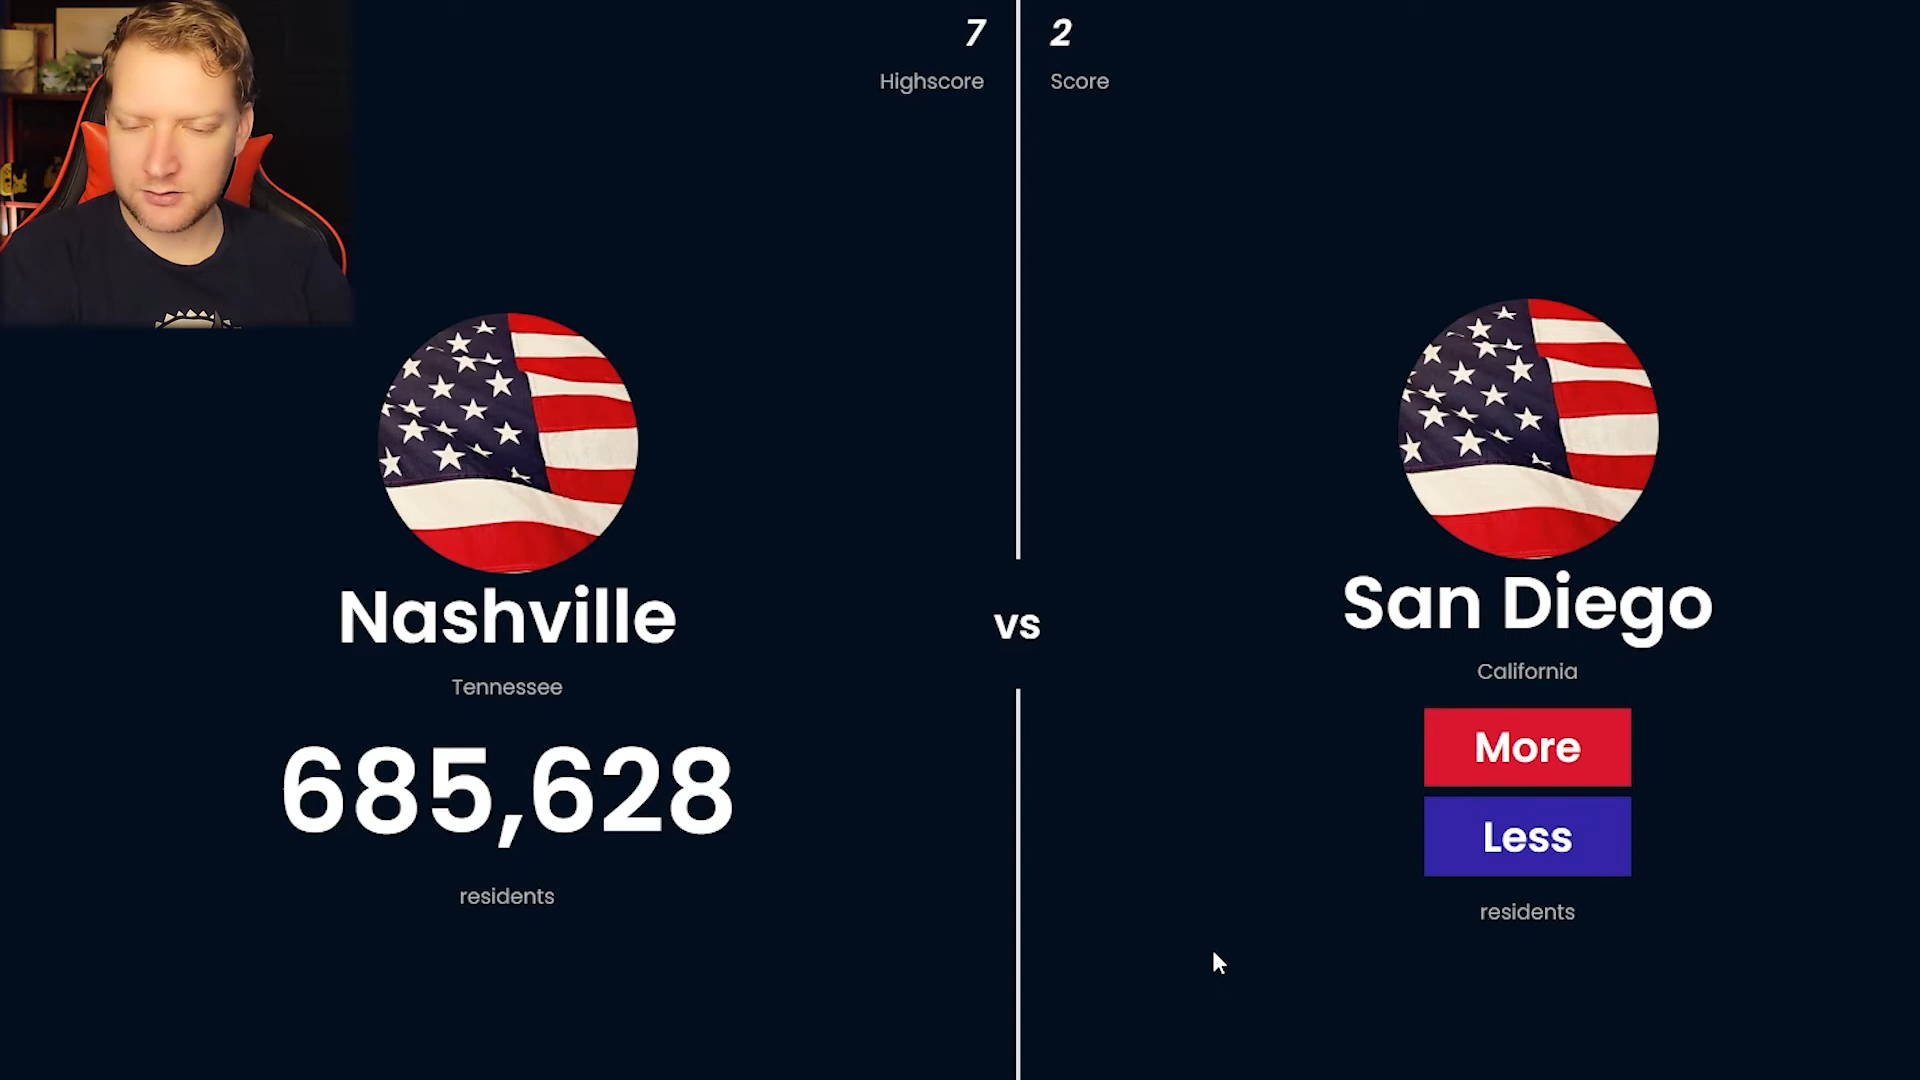 7
Highscore
2
Score
Nashville
Tennessee
685,628
residents
vs
San Diego
California
More
Less
residents